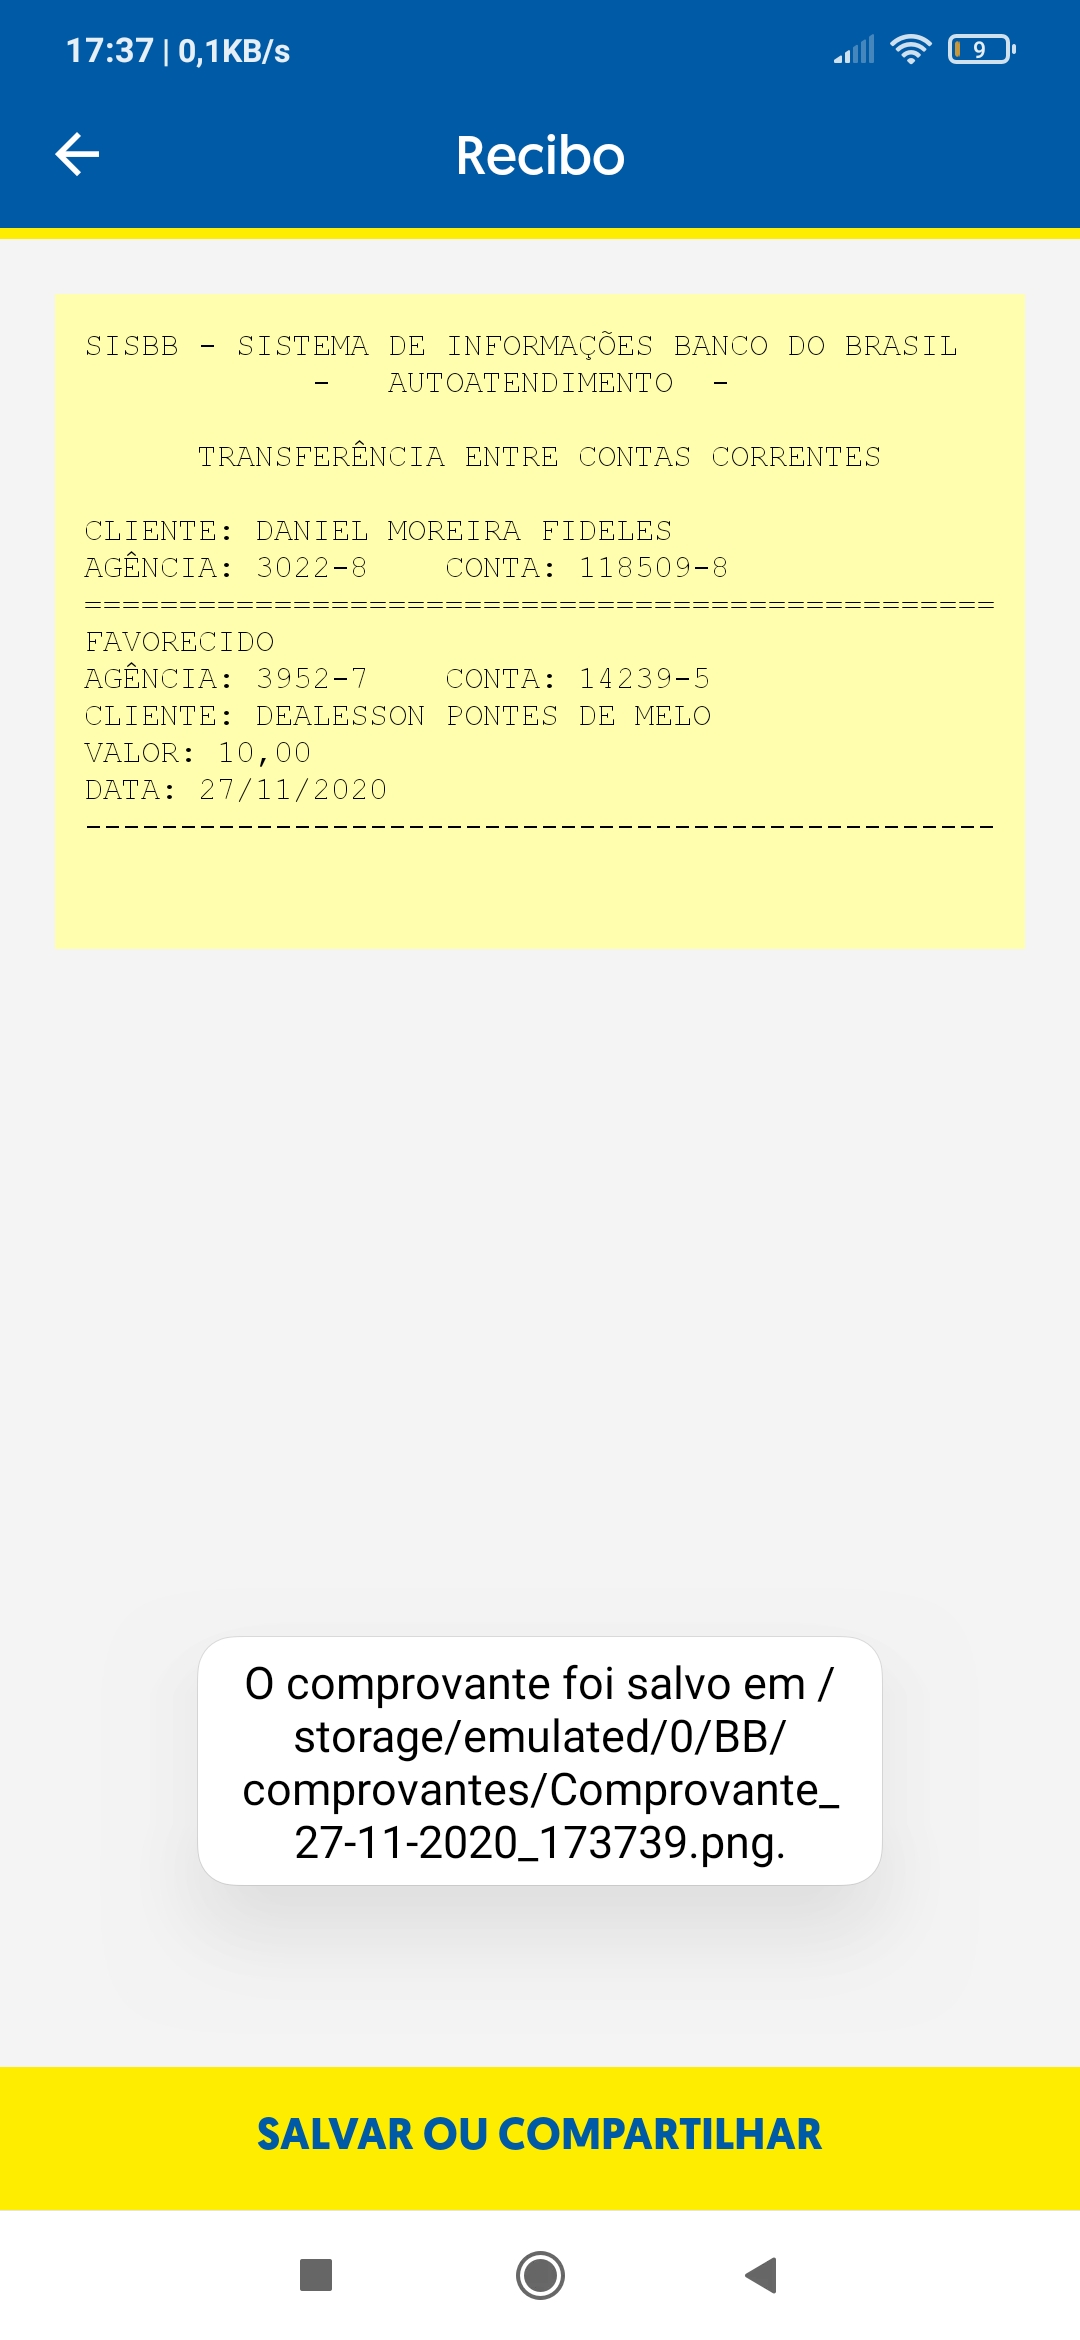 17:37 | 0,1KB/s 9
Recibo
SISBB - SISTEMA DE INFORMAÇÕES BANCO DO BRASIL
- AUTOATENDIMENTO -
TRANSFERÊNCIA ENTRE CONTAS CORRENTES
CLIENTE: DANIEL MOREIRA FIDELES
AGÊNCIA: 3022-8 CONTA: 118509-8
================================================
FAVORECIDO
AGÊNCIA: 3952-7 CONTA: 14239-5
CLIENTE: DEALESSON PONTES DE MELO
VALOR: 10,00
DATA: 27/11/2020
------------------------------------------------
O comprovante foi salvo em /
storage/emulated/0/BB/
comprovantes/Comprovante_
27-11-2020_173739.png.
SALVAR OU COMPARTILHAR